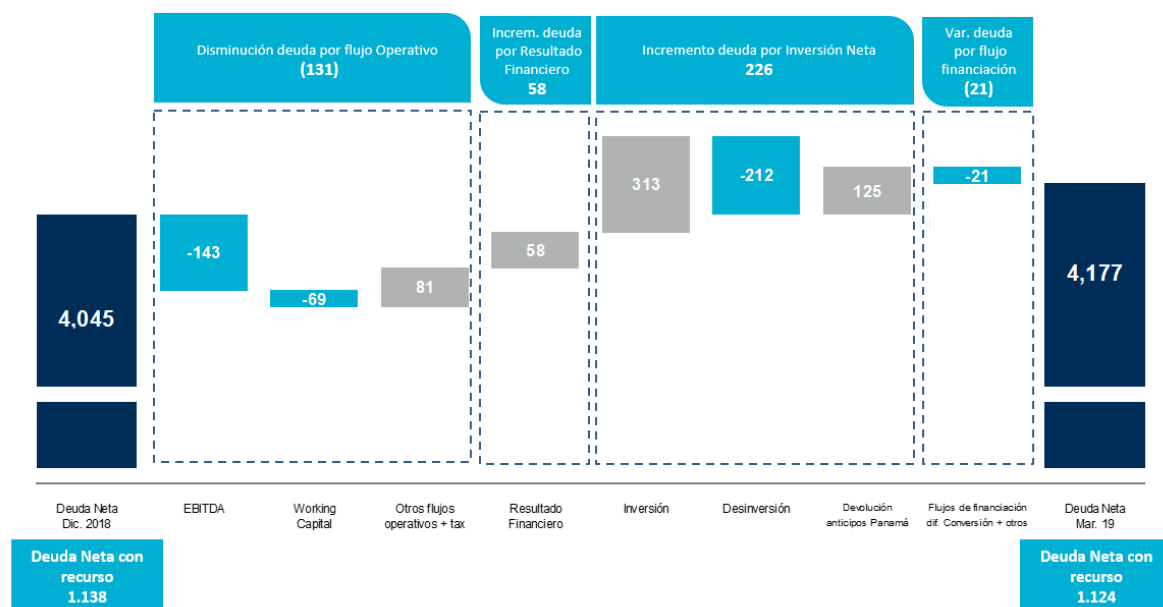 Disminución deuda por flujo Operativo
(131)
Increm. deuda
por Resultado
Financiero
58
Incremento deuda por Inversión Neta
226
Var. deuda
por flujo
financiación
(21)
4,045
-143
-69
81
58
313
-212
125
-21
4,177
Deuda Neta
Dic. 2018
EBITDA
Working
Capital
Otros flujos
operativos + tax
Resultado
Financiero
Inversión
Desinversión
Devolución
anticipos Panamá
Flujos de financiación
dif. Conversión + otros
Deuda Neta
Mar. 19
Deuda Neta con
recurso
1.138
Deuda Neta con
recurso
1.124